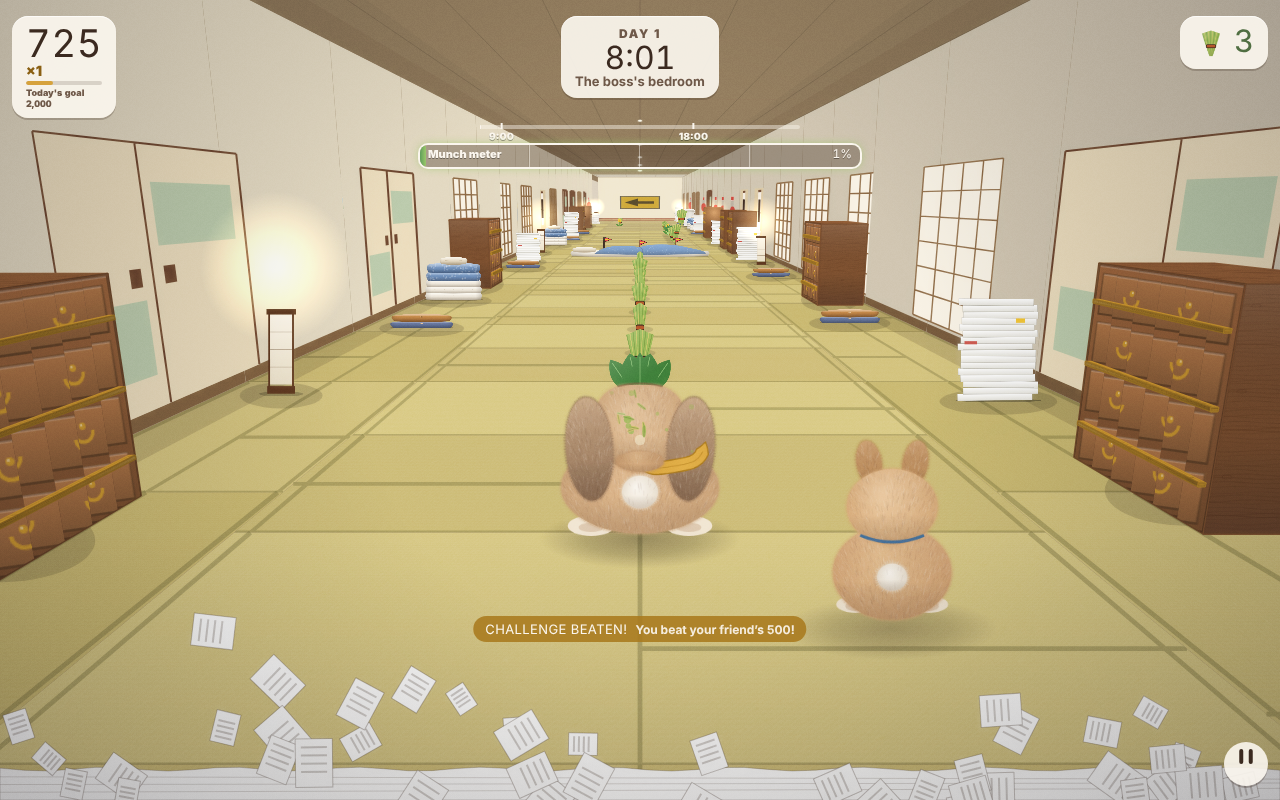 725
×1
Today's goal
2,000
DAY 1
8:01
The boss's bedroom
3
9:00
18:00
Munch meter
1%
CHALLENGE BEATEN! You beat your friend's 500!